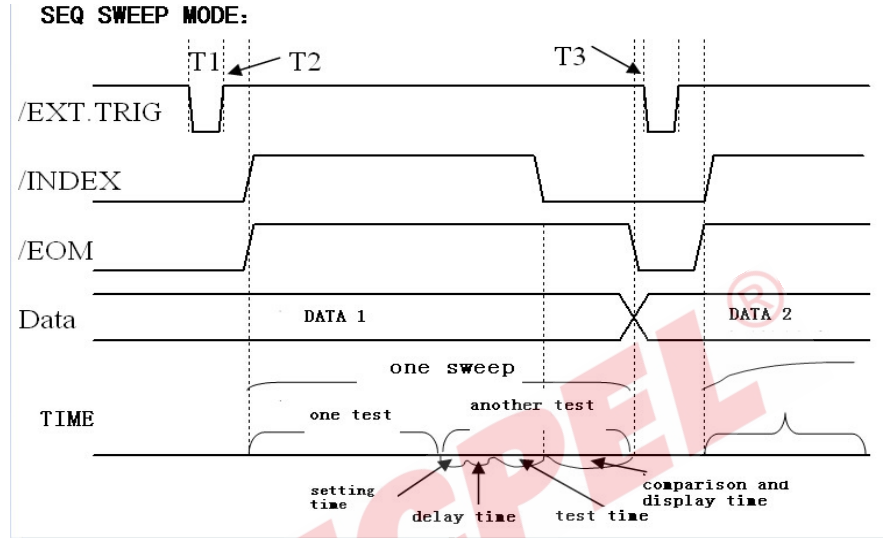 SEQ SWEEP MODE:
T1 T2 T3
/EXT.TRIG
/INDEX
/EOM
Data DATA 1 DATA 2
one sweep
TIME one test another test
setting time
delay time
test time
comparison and display time
CPEL ®